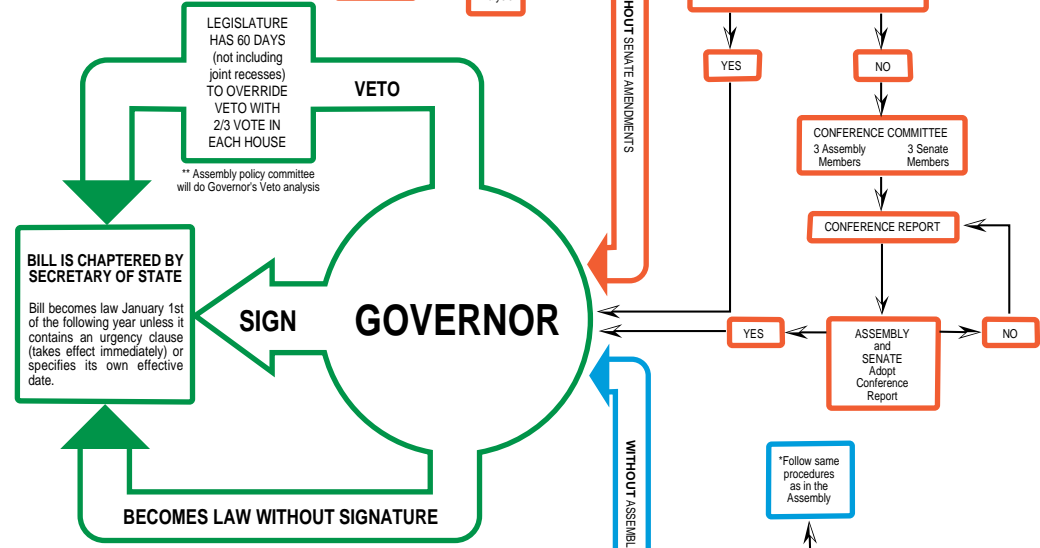 LEGISLATURE
HAS 60 DAYS
(not including
joint recesses)
TO OVERRIDE
VETO WITH
2/3 VOTE IN
EACH HOUSE
VETO
** Assembly policy committee
will do Governor's Veto analysis
BILL IS CHAPTERED BY
SECRETARY OF STATE
Bill becomes law January 1st
of the following year unless it
contains an urgency clause
(takes effect immediately) or
specifies its own effective
date.
SIGN
GOVERNOR
BECOMES LAW WITHOUT SIGNATURE
SENATE AMENDMENTS
WITHOUT
YES
NO
CONFERENCE COMMITTEE
3 Assembly 3 Senate
Members Members
CONFERENCE REPORT
YES
ASSEMBLY
and
SENATE
Adopt
Conference
Report
NO
*Follow same
procedures
as in the
Assembly